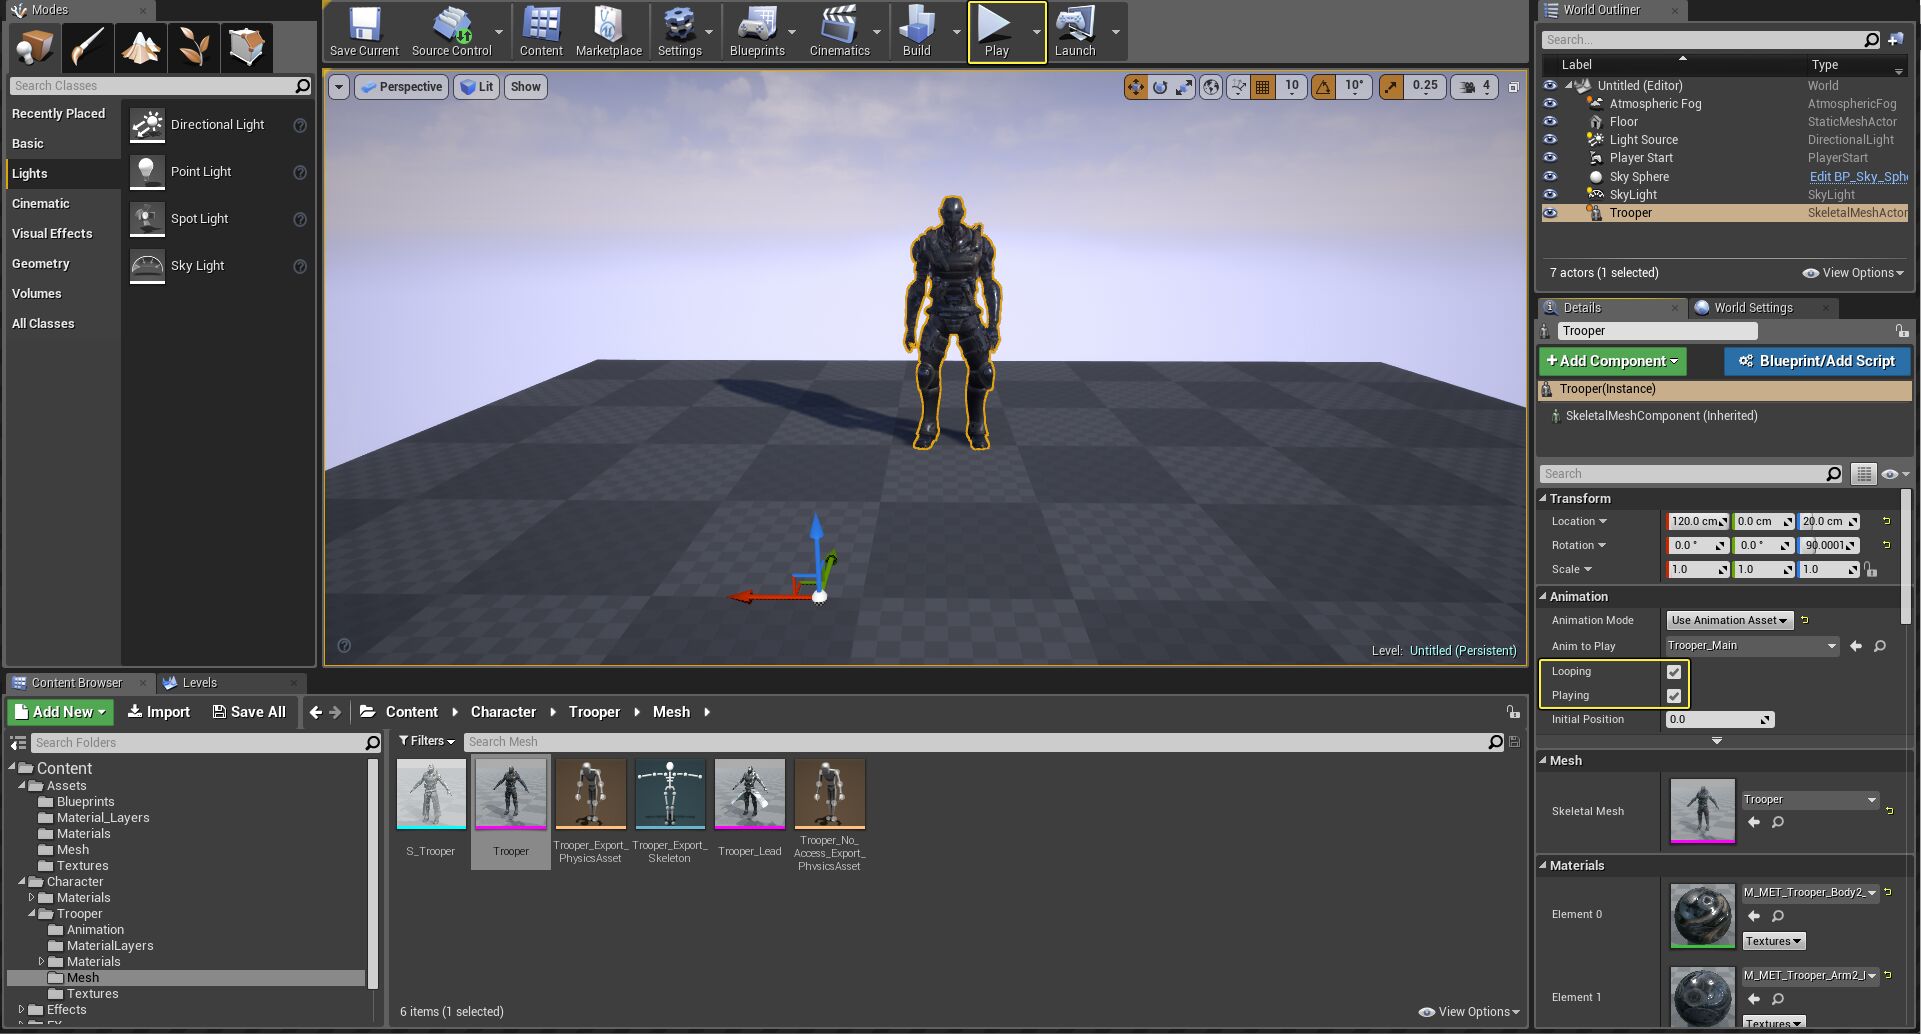 Modes
Save Current
Source Control
Content
Marketplace
Settings
Blueprints
Cinematics
Build
Play
Launch
World Outliner
Search...
Label
Type
Untitled (Editor)
World
Atmospheric Fog
AtmosphericFog
Floor
StaticMeshActor
Light Source
DirectionalLight
Player Start
PlayerStart
Sky Sphere
Edit BP_Sky_Sph
SkyLight
SkyLight
Trooper
SkeletalMeshActor
7 actors (1 selected)
View Options
Search Classes
Recently Placed
Basic
Lights
Cinematic
Visual Effects
Geometry
Volumes
All Classes
Directional Light
Point Light
Spot Light
Sky Light
Perspective
Lit
Show
10
10°
0.25
4
Level: Untitled (Persistent)
Details
World Settings
Trooper
+Add Component
Blueprint/Add Script
Trooper(Instance)
SkeletalMeshComponent (Inherited)
Search
Transform
Location
120.0 cm
0.0 cm
20.0 cm
Rotation
0.0 °
0.0 °
90.0001
Scale
1.0
1.0
1.0
Animation
Animation Mode
Use Animation Asset
Anim to Play
Trooper_Main
Looping
Playing
Initial Position
0.0
Mesh
Skeletal Mesh
Trooper
Materials
Element 0
M_MET_Trooper_Body2_
Textures
Element 1
M_MET_Trooper_Arm2_
Textures
Content Browser
Levels
Add New
Import
Save All
Content
Character
Trooper
Mesh
Search Folders
Filters
Search Mesh
Content
Assets
Blueprints
Material_Layers
Materials
Mesh
Textures
Character
Materials
Trooper
Animation
MaterialLayers
Materials
Mesh
Textures
Effects
S_Trooper
Trooper
Trooper_Export_
PhysicsAsset
Trooper_Export_
Skeleton
Trooper_Lead
Trooper_No_
Access_Export_
PhysicsAsset
6 items (1 selected)
View Options